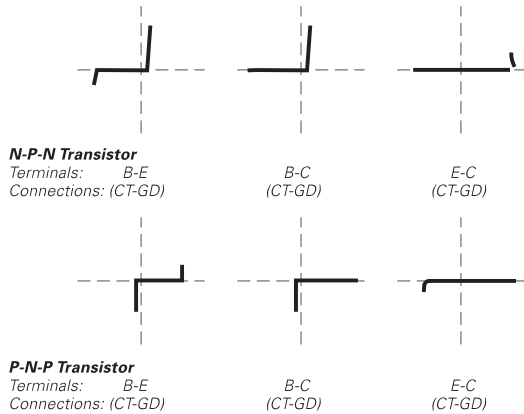 N-P-N Transistor
Terminals: B-E B-C E-C
Connections: (CT-GD) (CT-GD) (CT-GD)
P-N-P Transistor
Terminals: B-E B-C E-C
Connections: (CT-GD) (CT-GD) (CT-GD)